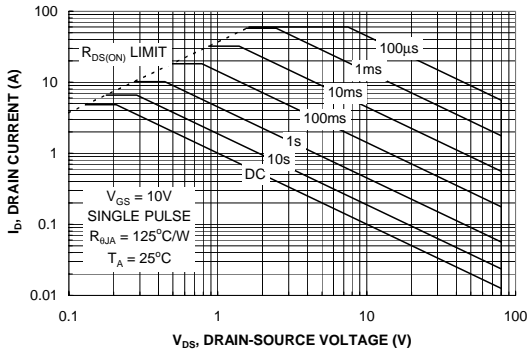 100
R_DS(ON) LIMIT
100µs
1ms
10
10ms
100ms
1
1s
10s
DC
V_GS = 10V
SINGLE PULSE
R_θJA = 125°C/W
T_A = 25°C
0.1
0.01
0.1
1
10
100
I_D, DRAIN CURRENT (A)
V_DS, DRAIN-SOURCE VOLTAGE (V)